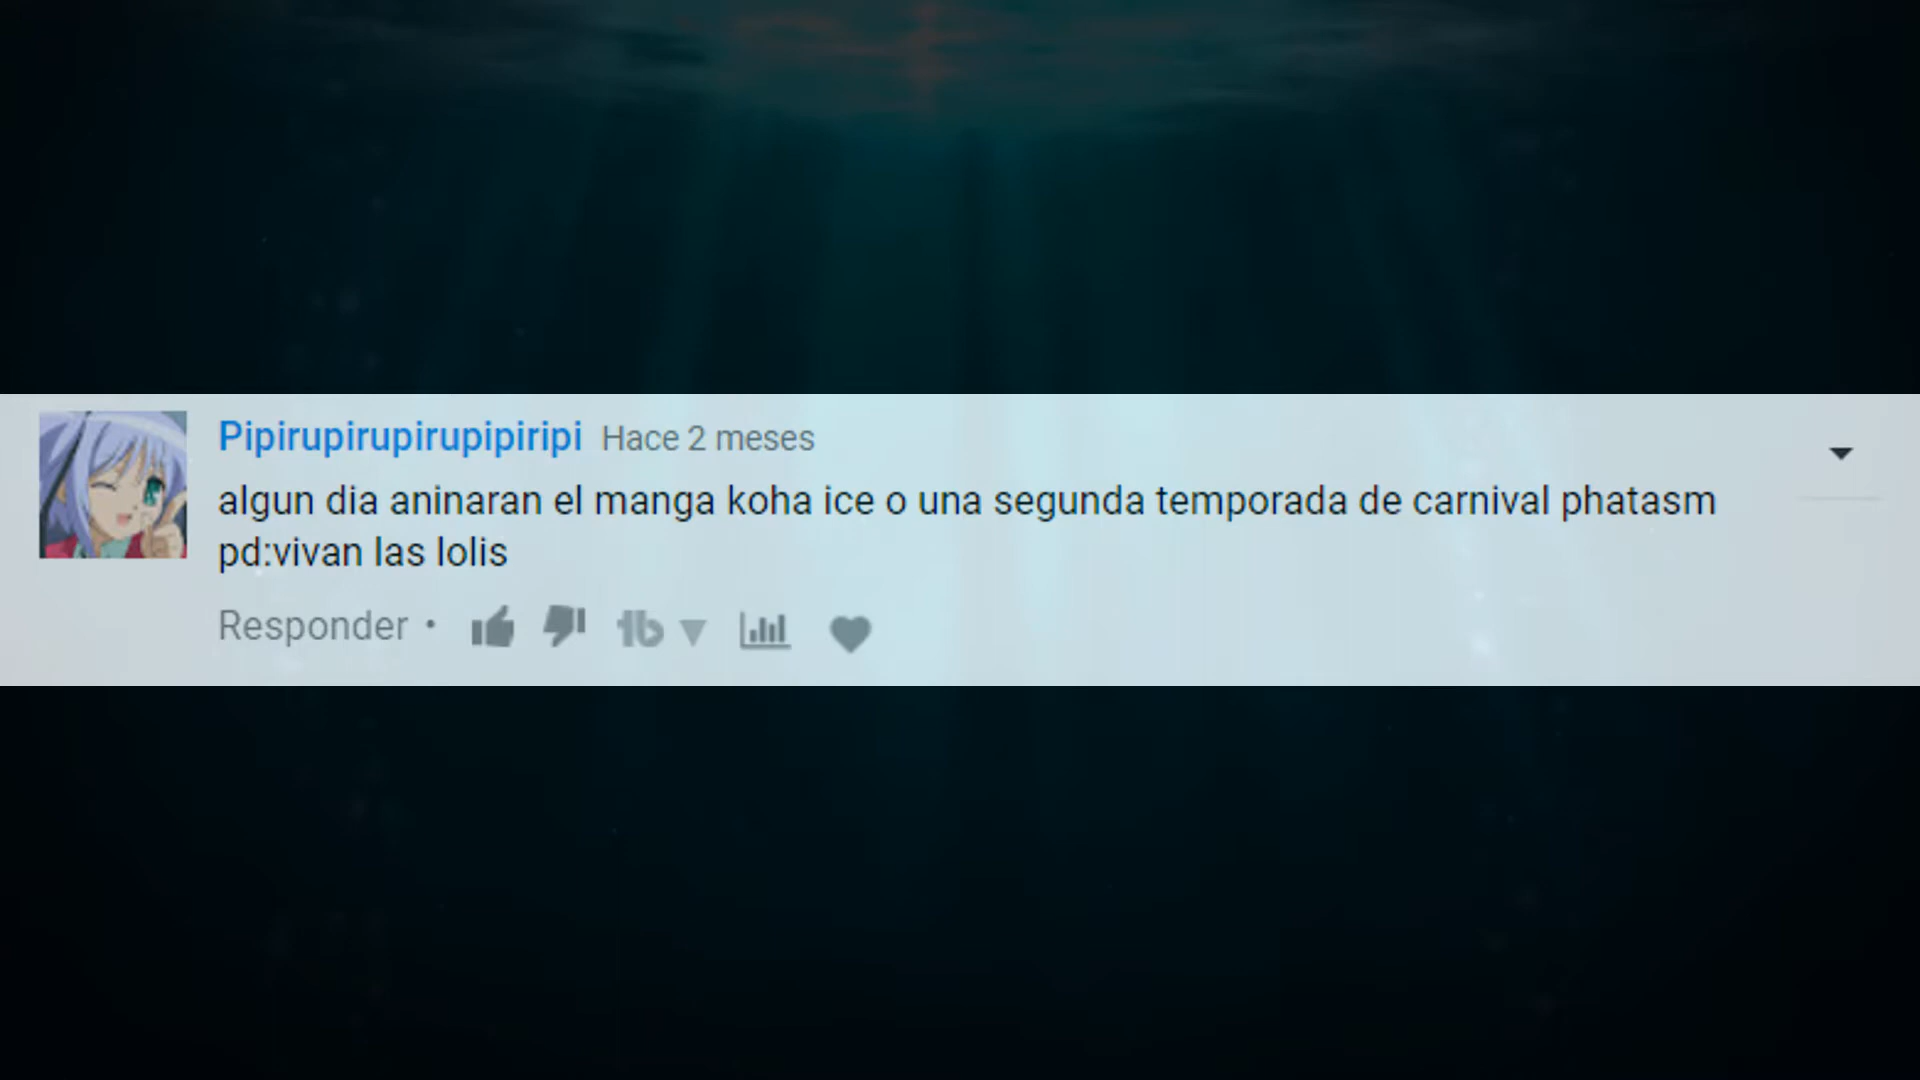 Pipirupirupirupipiripi Hace 2 meses
algun dia aninaran el manga koha ice o una segunda temporada de carnival phatasm
pd:vivan las lolis
Responder •